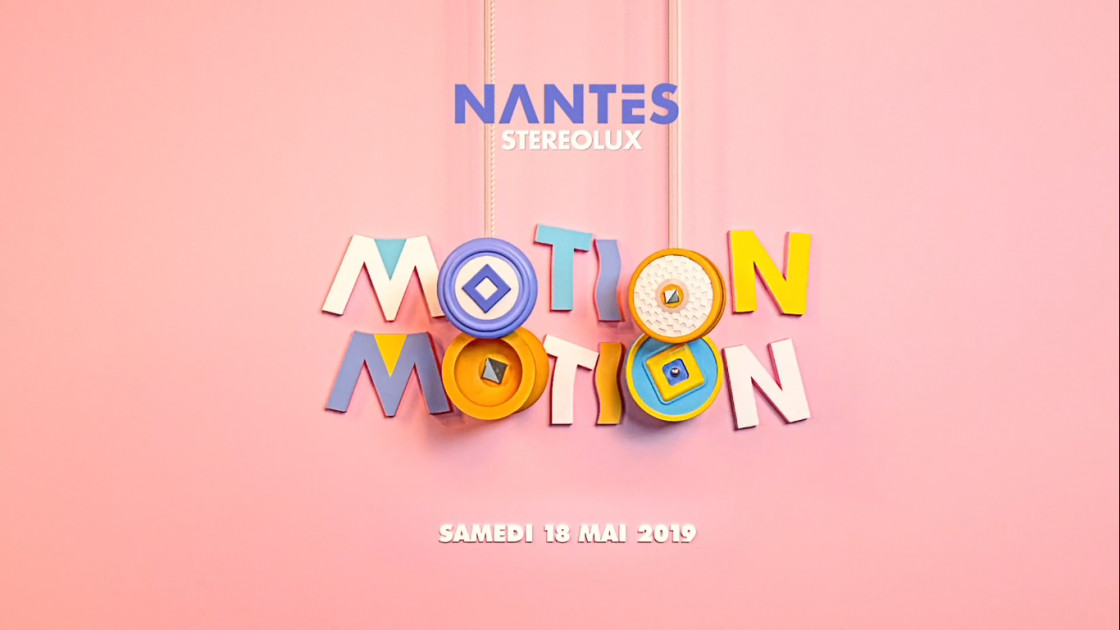 NANTES
STEREOLUX
MOTION
MOTION
SAMEDI 18 MAI 2019